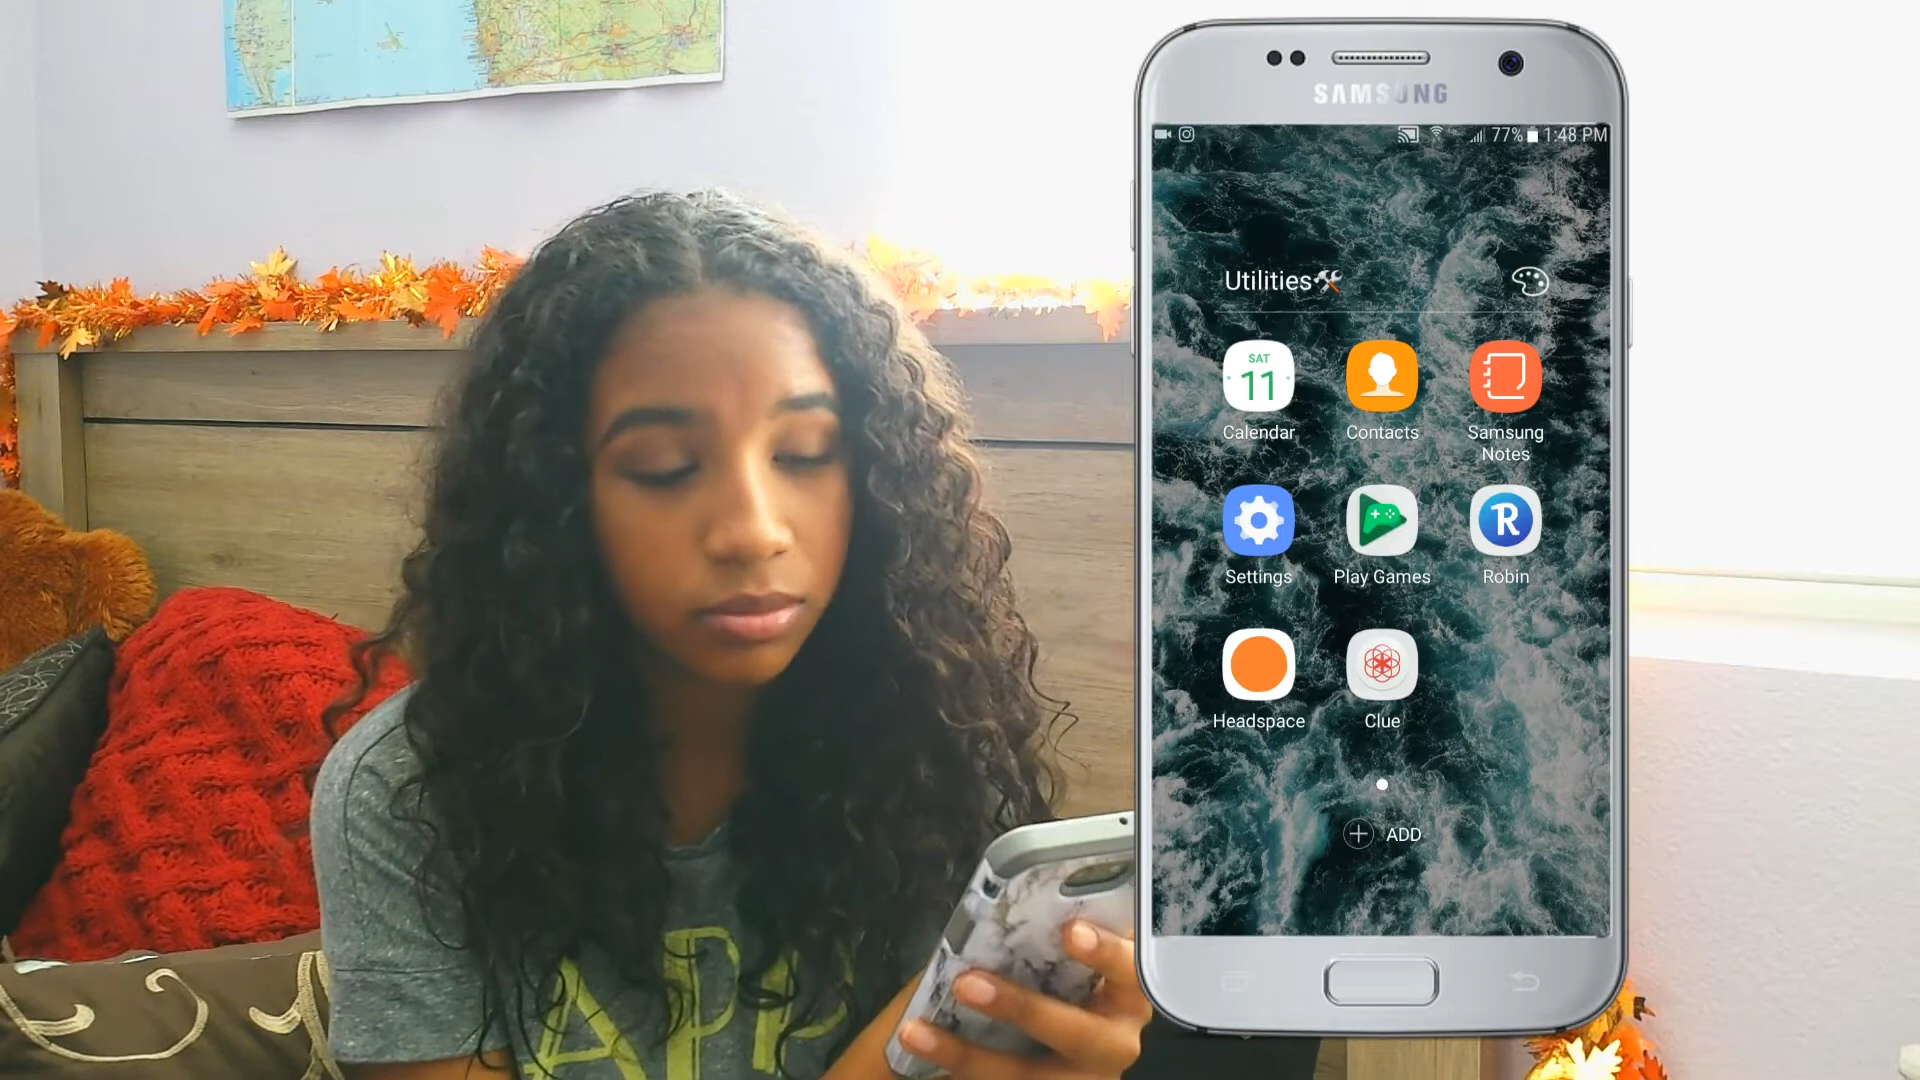 SAMSUNG
77% 1:48 PM
Utilities
SAT
11
Calendar
Contacts
Samsung
Notes
Settings
Play Games
R
Robin
Headspace
Clue
ADD